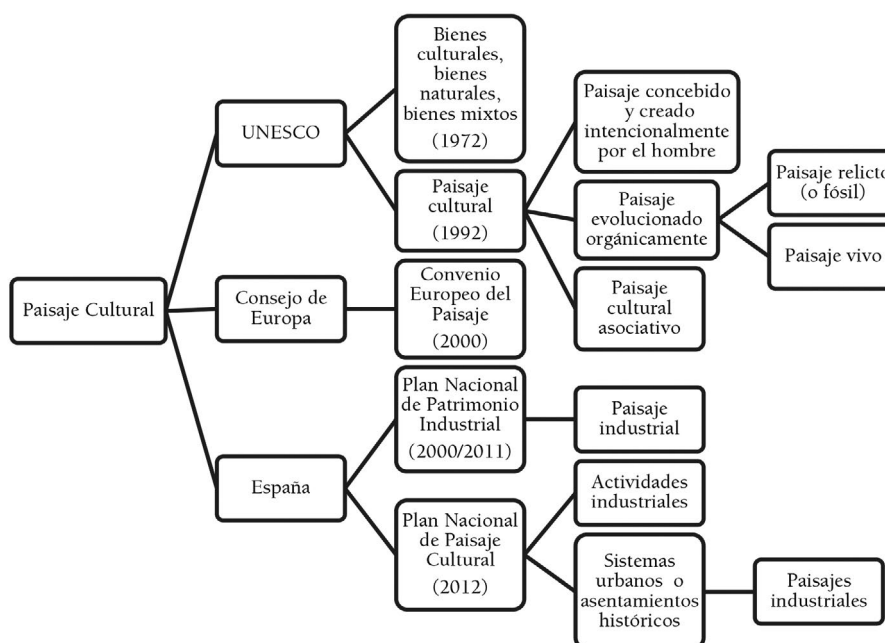 Paisaje Cultural
UNESCO
Bienes
culturales,
bienes
naturales,
bienes mixtos
(1972)
Paisaje
cultural
(1992)
Paisaje concebido
y creado
intencionalmente
por el hombre
Paisaje
evolucionado
orgánicamente
Paisaje relicto
(o fósil)
Paisaje vivo
Paisaje
cultural
asociativo
Consejo de
Europa
Convenio
Europeo del
Paisaje
(2000)
España
Plan Nacional
de Patrimonio
Industrial
(2000/2011)
Paisaje
industrial
Plan Nacional
de Paisaje
Cultural
(2012)
Actividades
industriales
Sistemas
urbanos o
asentamientos
históricos
Paisajes
industriales